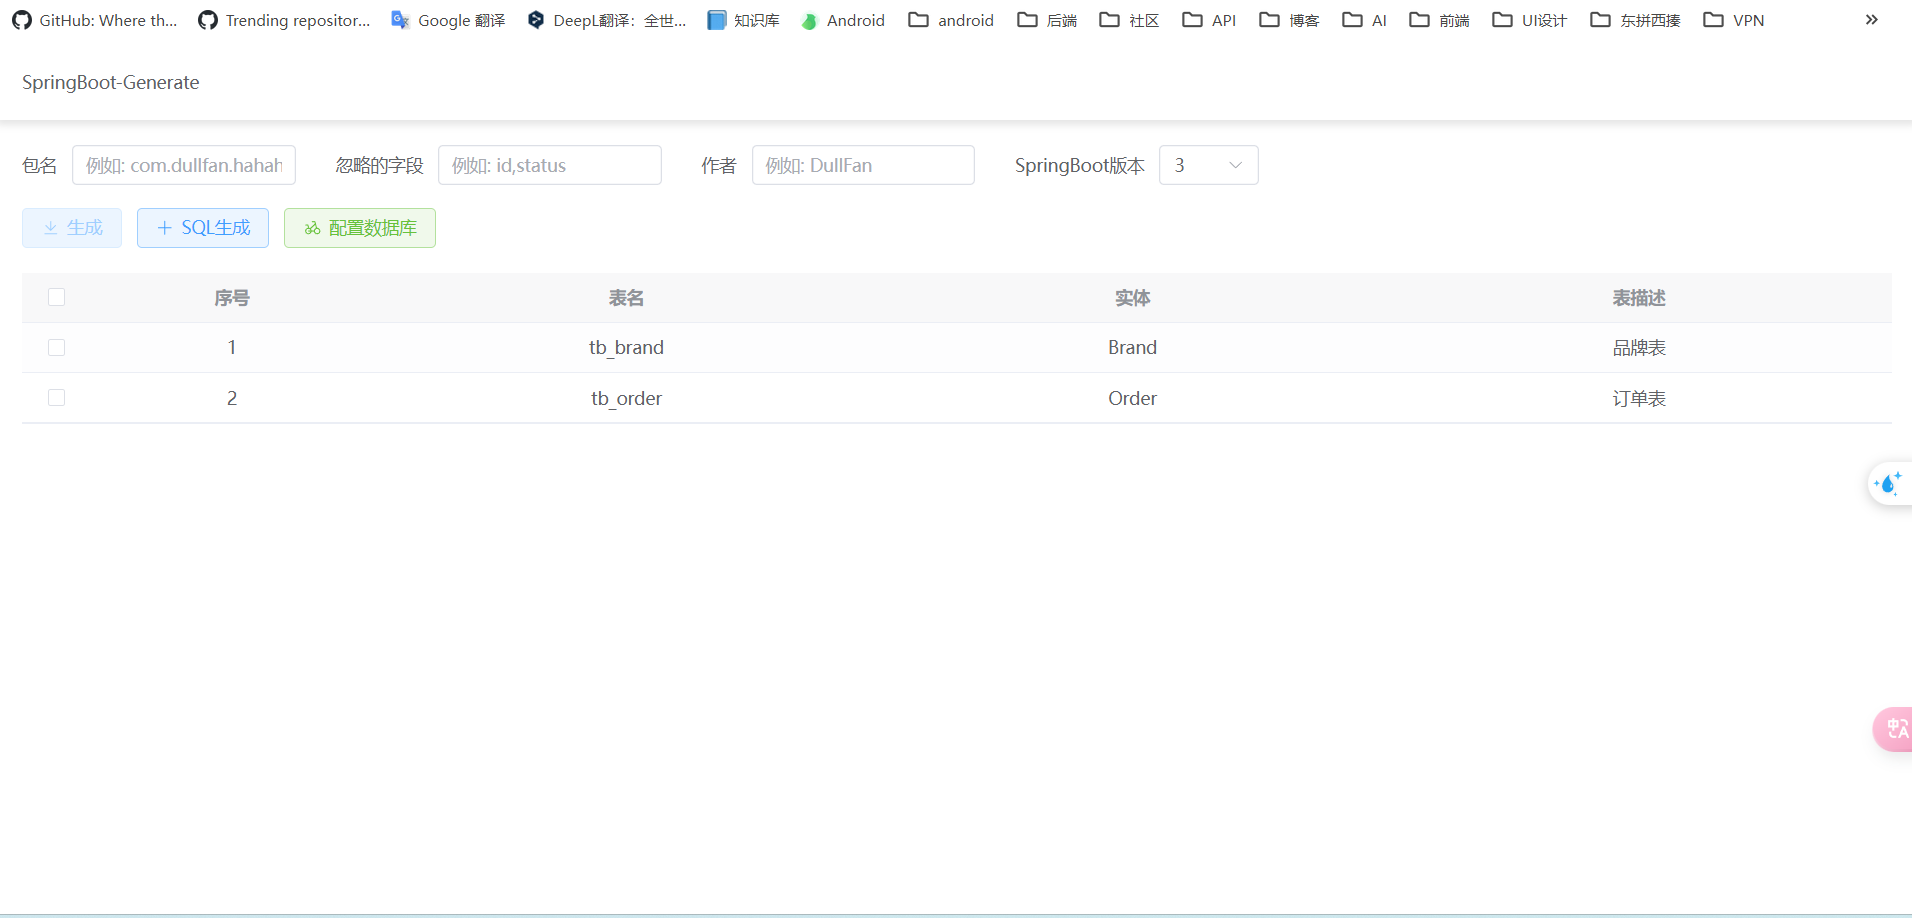 GitHub: Where th... Trending repositor... Google 翻译 DeepL翻译：全世... 知识库 Android android 后端 社区 API 博客 AI 前端 UI设计 东拼西揍 VPN
SpringBoot-Generate
包名 例如: com.dullfan.hahah 忽略的字段 例如: id,status 作者 例如: DullFan SpringBoot版本 3
生成 SQL生成 配置数据库
序号 表名 实体 表描述
1 tb_brand Brand 品牌表
2 tb_order Order 订单表
中A